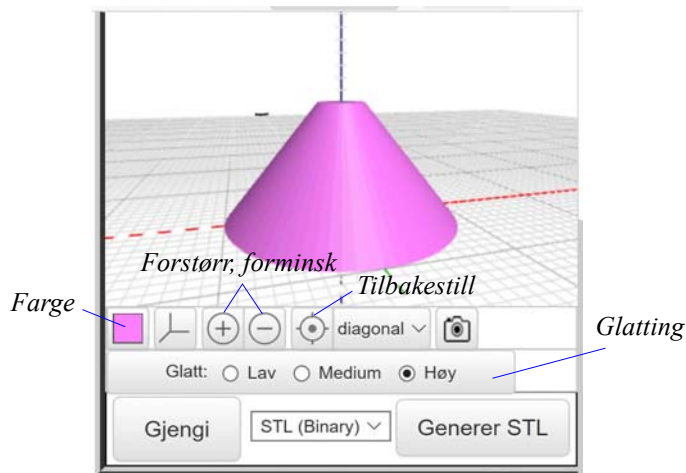 Forstørr, forminsk
Farge
Tilbakestill
diagonal
Glatting
Glatt: Lav Medium Høy
Gjengi STL (Binary) Generer STL